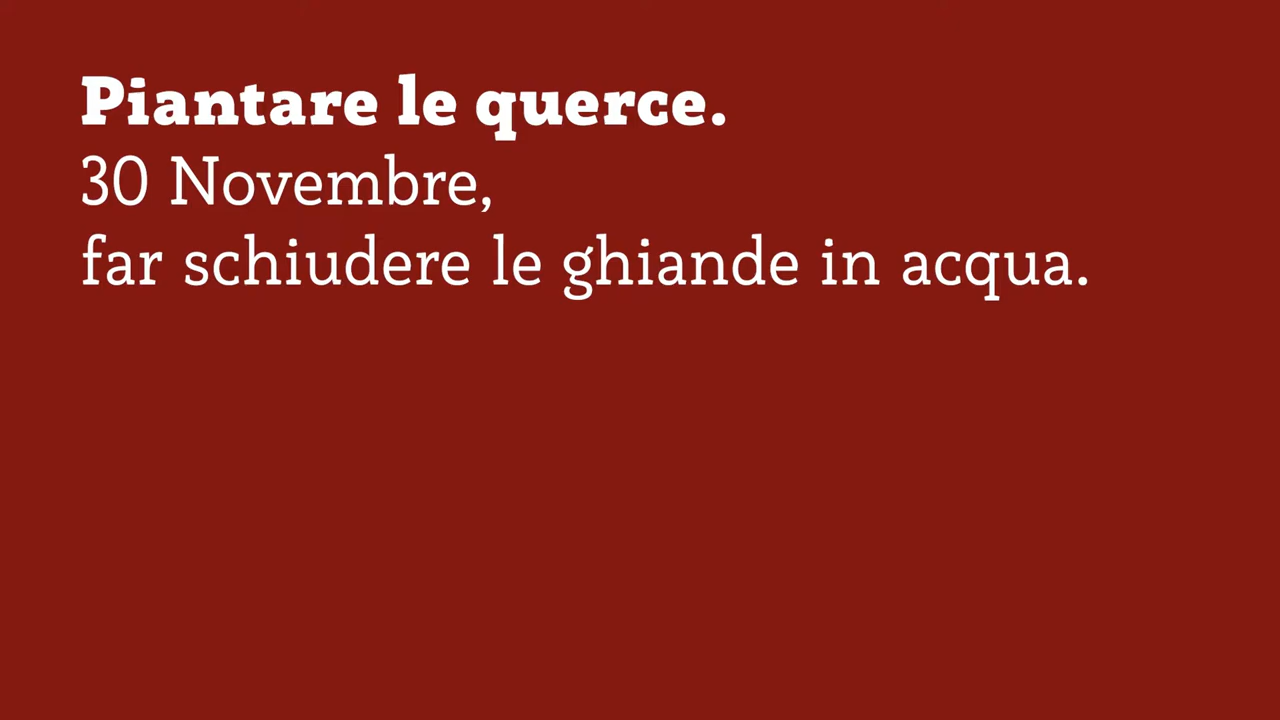 Piantare le querce.
30 Novembre,
far schiudere le ghiande in acqua.